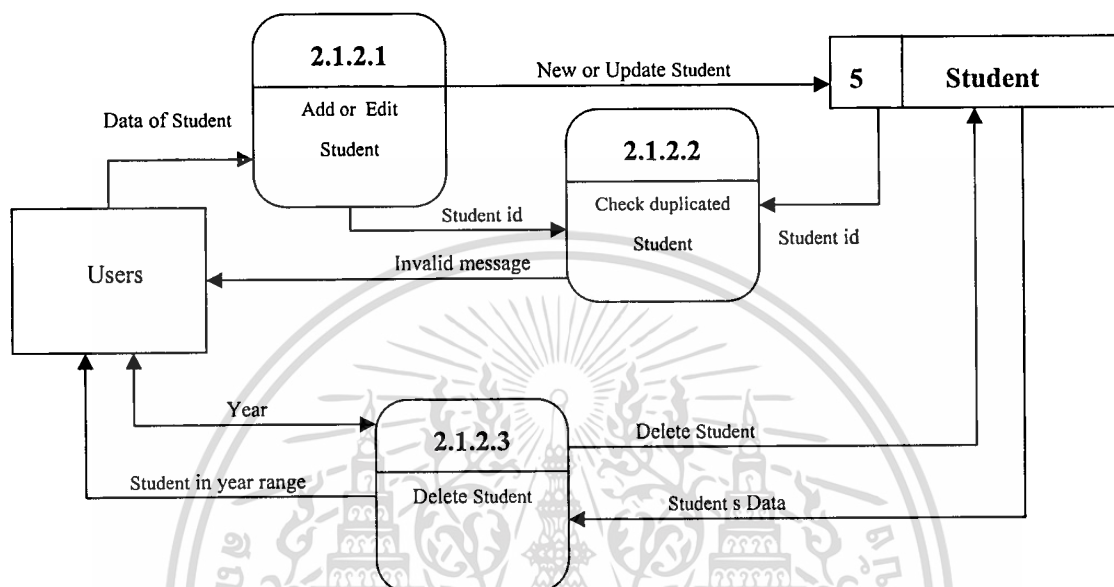 2.1.2.1
Add or Edit
Student
New or Update Student
5 Student
Data of Student
2.1.2.2
Check duplicated
Student
Student id
Student id
Users
Invalid message
Year
2.1.2.3
Delete Student
Delete Student
Student in year range
Student s Data